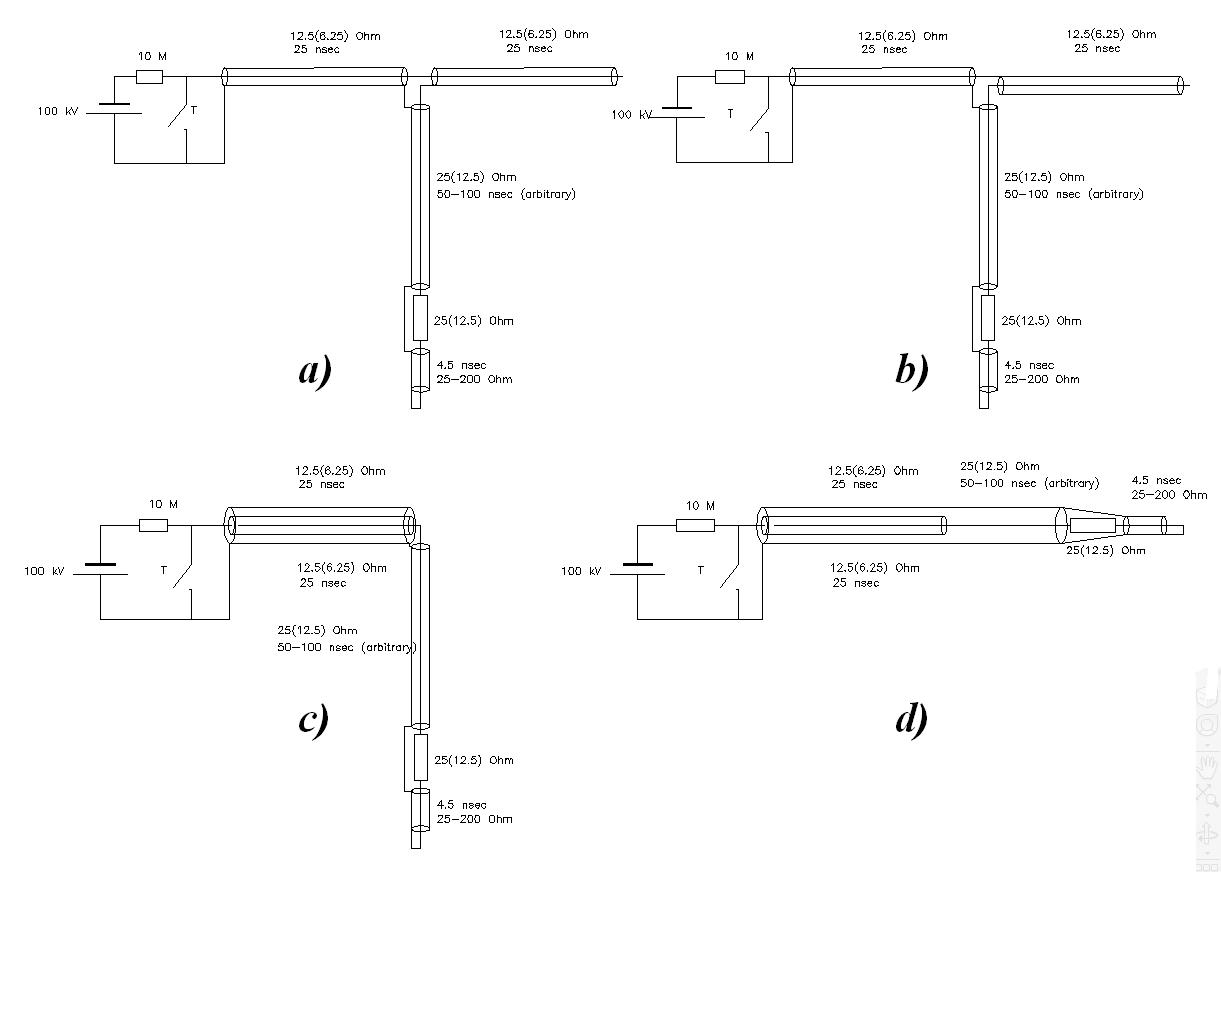 12.5(6.25) Ohm
25 nsec
12.5(6.25) Ohm
25 nsec
10 M
100 kV
T
25(12.5) Ohm
50-100 nsec (arbitrary)
25(12.5) Ohm
4.5 nsec
25-200 Ohm
a)
12.5(6.25) Ohm
25 nsec
12.5(6.25) Ohm
25 nsec
10 M
100 kV
T
25(12.5) Ohm
50-100 nsec (arbitrary)
25(12.5) Ohm
4.5 nsec
25-200 Ohm
b)
12.5(6.25) Ohm
25 nsec
10 M
100 kV
T
12.5(6.25) Ohm
25 nsec
25(12.5) Ohm
50-100 nsec (arbitrary)
25(12.5) Ohm
4.5 nsec
25-200 Ohm
c)
12.5(6.25) Ohm
25 nsec
25(12.5) Ohm
50-100 nsec (arbitrary)
4.5 nsec
25-200 Ohm
10 M
100 kV
T
25(12.5) Ohm
12.5(6.25) Ohm
25 nsec
d)